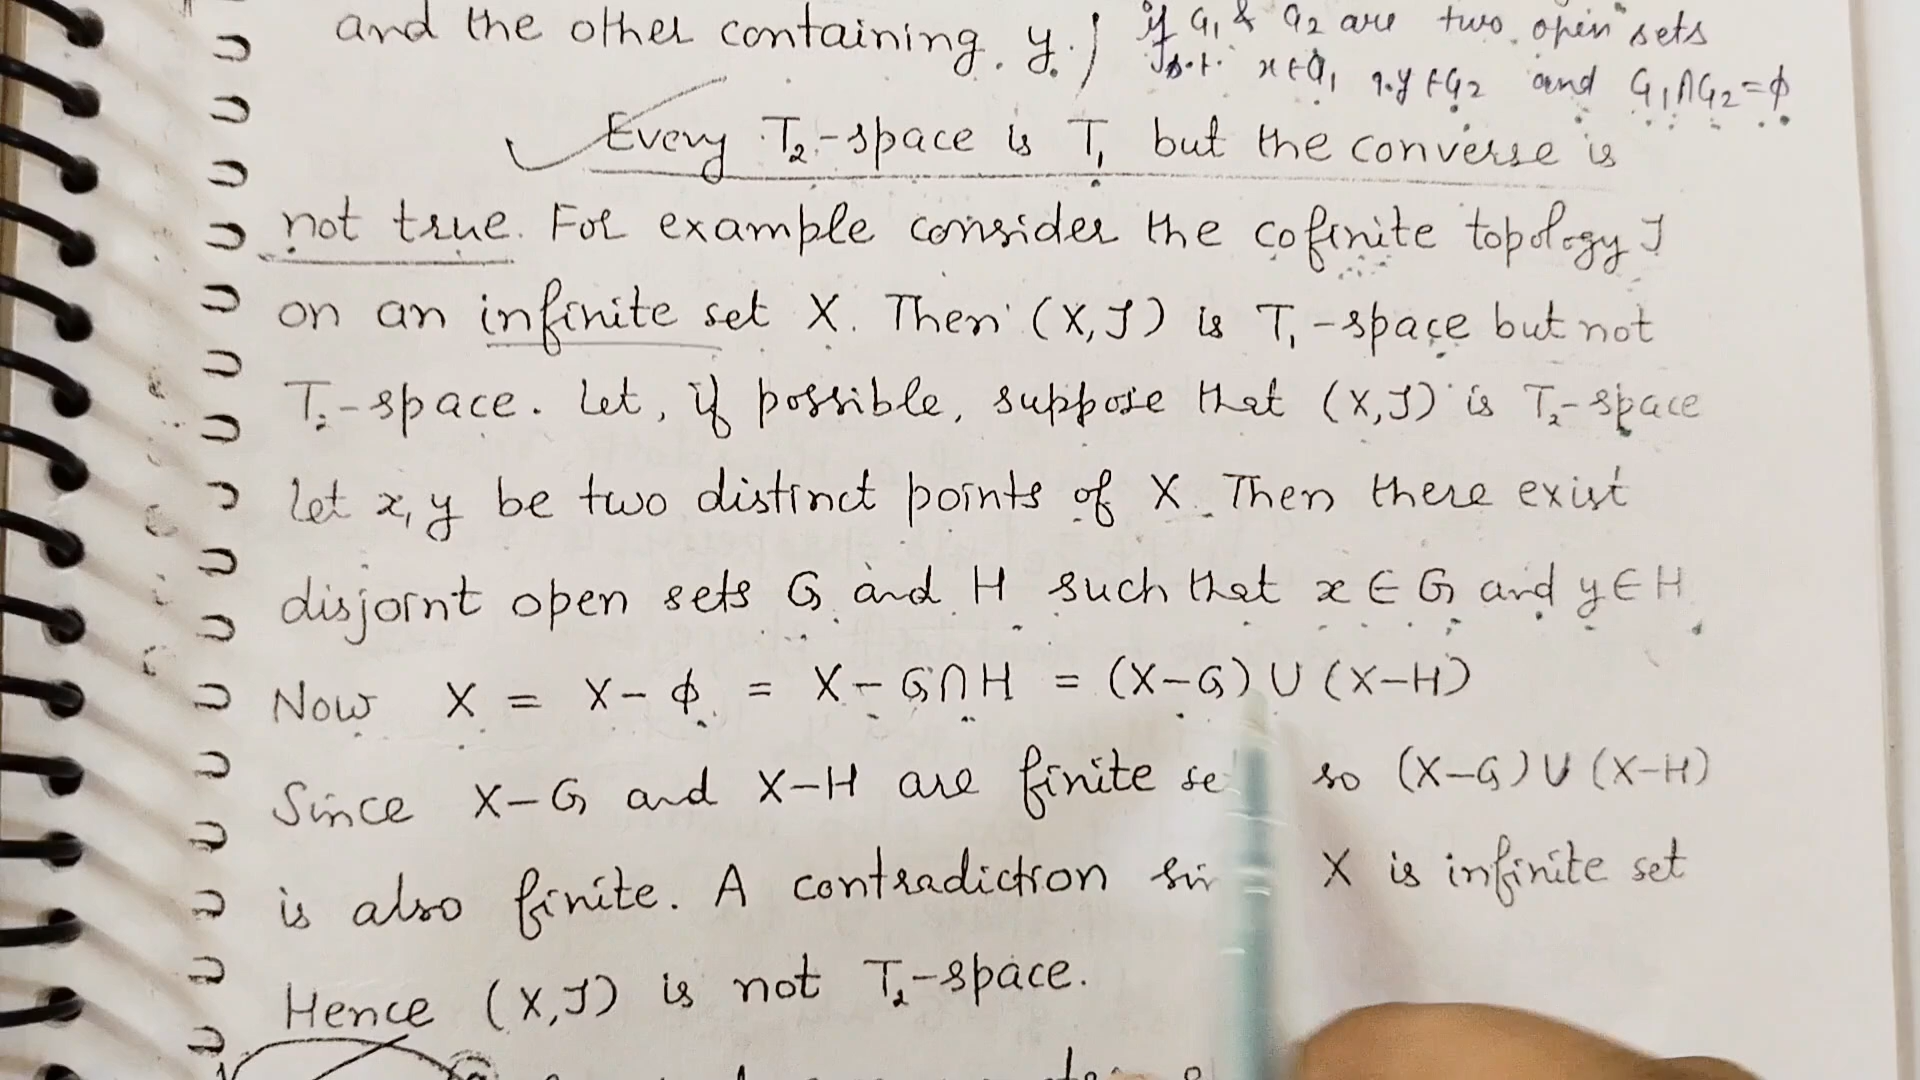 and the other containing y.) if G₁ & G₂ are two open sets
s.t. x∈G₁ & y∈G₂ and G₁∩G₂=ϕ
Every T₂-space is T₁ but the converse is
not true. For example consider the cofinite topology J
on an infinite set X. Then (X,J) is T₁-space but not
T₂-space. Let, if possible, suppose that (X,J) is T₂-space
Let x,y be two distinct points of X. Then there exist
disjoint open sets G and H such that x∈G and y∈H
Now X = X-ϕ = X-G∩H = (X-G)∪(X-H)
Since X-G and X-H are finite so (X-G)∪(X-H)
is also finite. A contradiction X is infinite set
Hence (X,J) is not T₂-space.